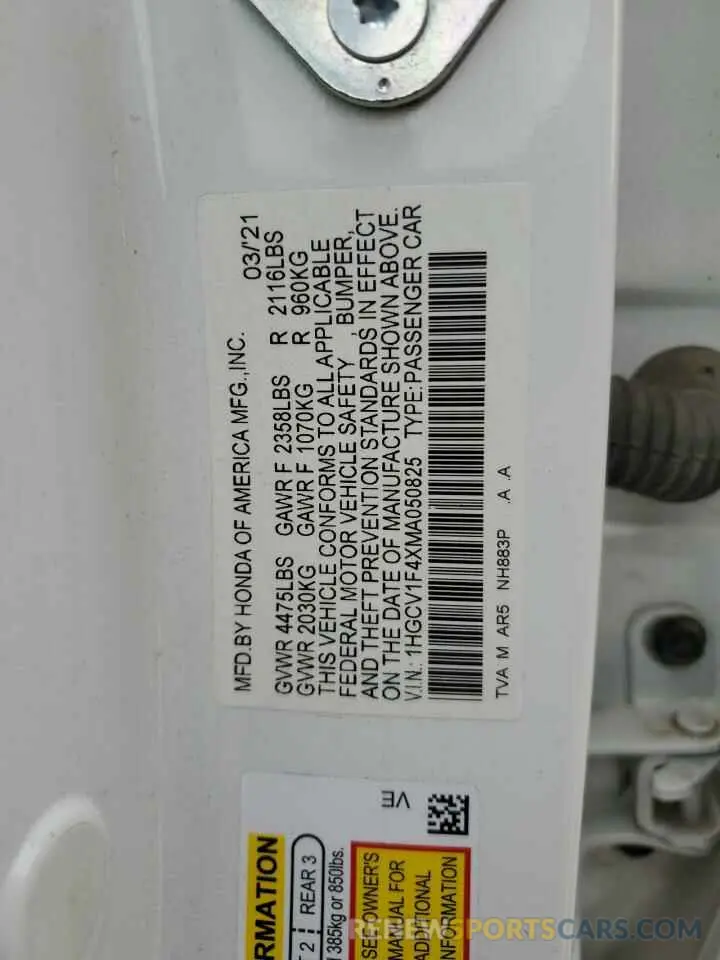 MFD.BY HONDA OF AMERICA MFG.,INC. 03/'21
GVWR 4475LBS GAWR F 2358LBS R 2116LBS
GVWR 2030KG GAWR F 1070KG R 960KG
THIS VEHICLE CONFORMS TO ALL APPLICABLE
FEDERAL MOTOR VEHICLE SAFETY , BUMPER,
AND THEFT PREVENTION STANDARDS IN EFFECT
ON THE DATE OF MANUFACTURE SHOWN ABOVE.
V.I.N.: 1HGCV1F4XMA050825 TYPE: PASSENGER CAR
TVA M AR5 NH883P .A .A
VE
RMATION
T 2 REAR 3
385kg or 850lbs.
SEE OWNER'S
MANUAL FOR
ADDITIONAL
INFORMATION
RENEWSPORTSCARS.COM